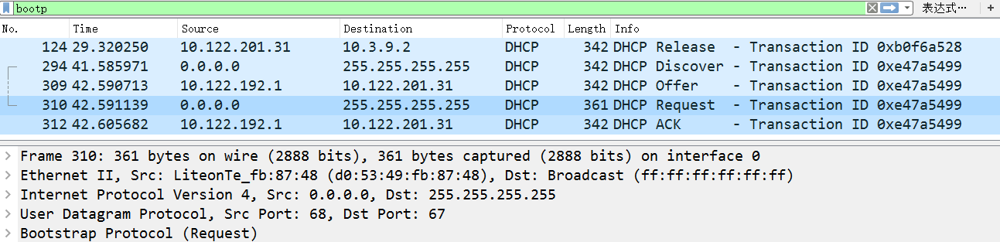 bootp 表达式… +
No. Time Source Destination Protocol Length Info
124 29.320250 10.122.201.31 10.3.9.2 DHCP 342 DHCP Release - Transaction ID 0xb0f6a528
294 41.585971 0.0.0.0 255.255.255.255 DHCP 342 DHCP Discover - Transaction ID 0xe47a5499
309 42.590713 10.122.192.1 10.122.201.31 DHCP 342 DHCP Offer - Transaction ID 0xe47a5499
310 42.591139 0.0.0.0 255.255.255.255 DHCP 361 DHCP Request - Transaction ID 0xe47a5499
312 42.605682 10.122.192.1 10.122.201.31 DHCP 342 DHCP ACK - Transaction ID 0xe47a5499
Frame 310: 361 bytes on wire (2888 bits), 361 bytes captured (2888 bits) on interface 0
Ethernet II, Src: LiteonTe_fb:87:48 (d0:53:49:fb:87:48), Dst: Broadcast (ff:ff:ff:ff:ff:ff)
Internet Protocol Version 4, Src: 0.0.0.0, Dst: 255.255.255.255
User Datagram Protocol, Src Port: 68, Dst Port: 67
Bootstrap Protocol (Request)